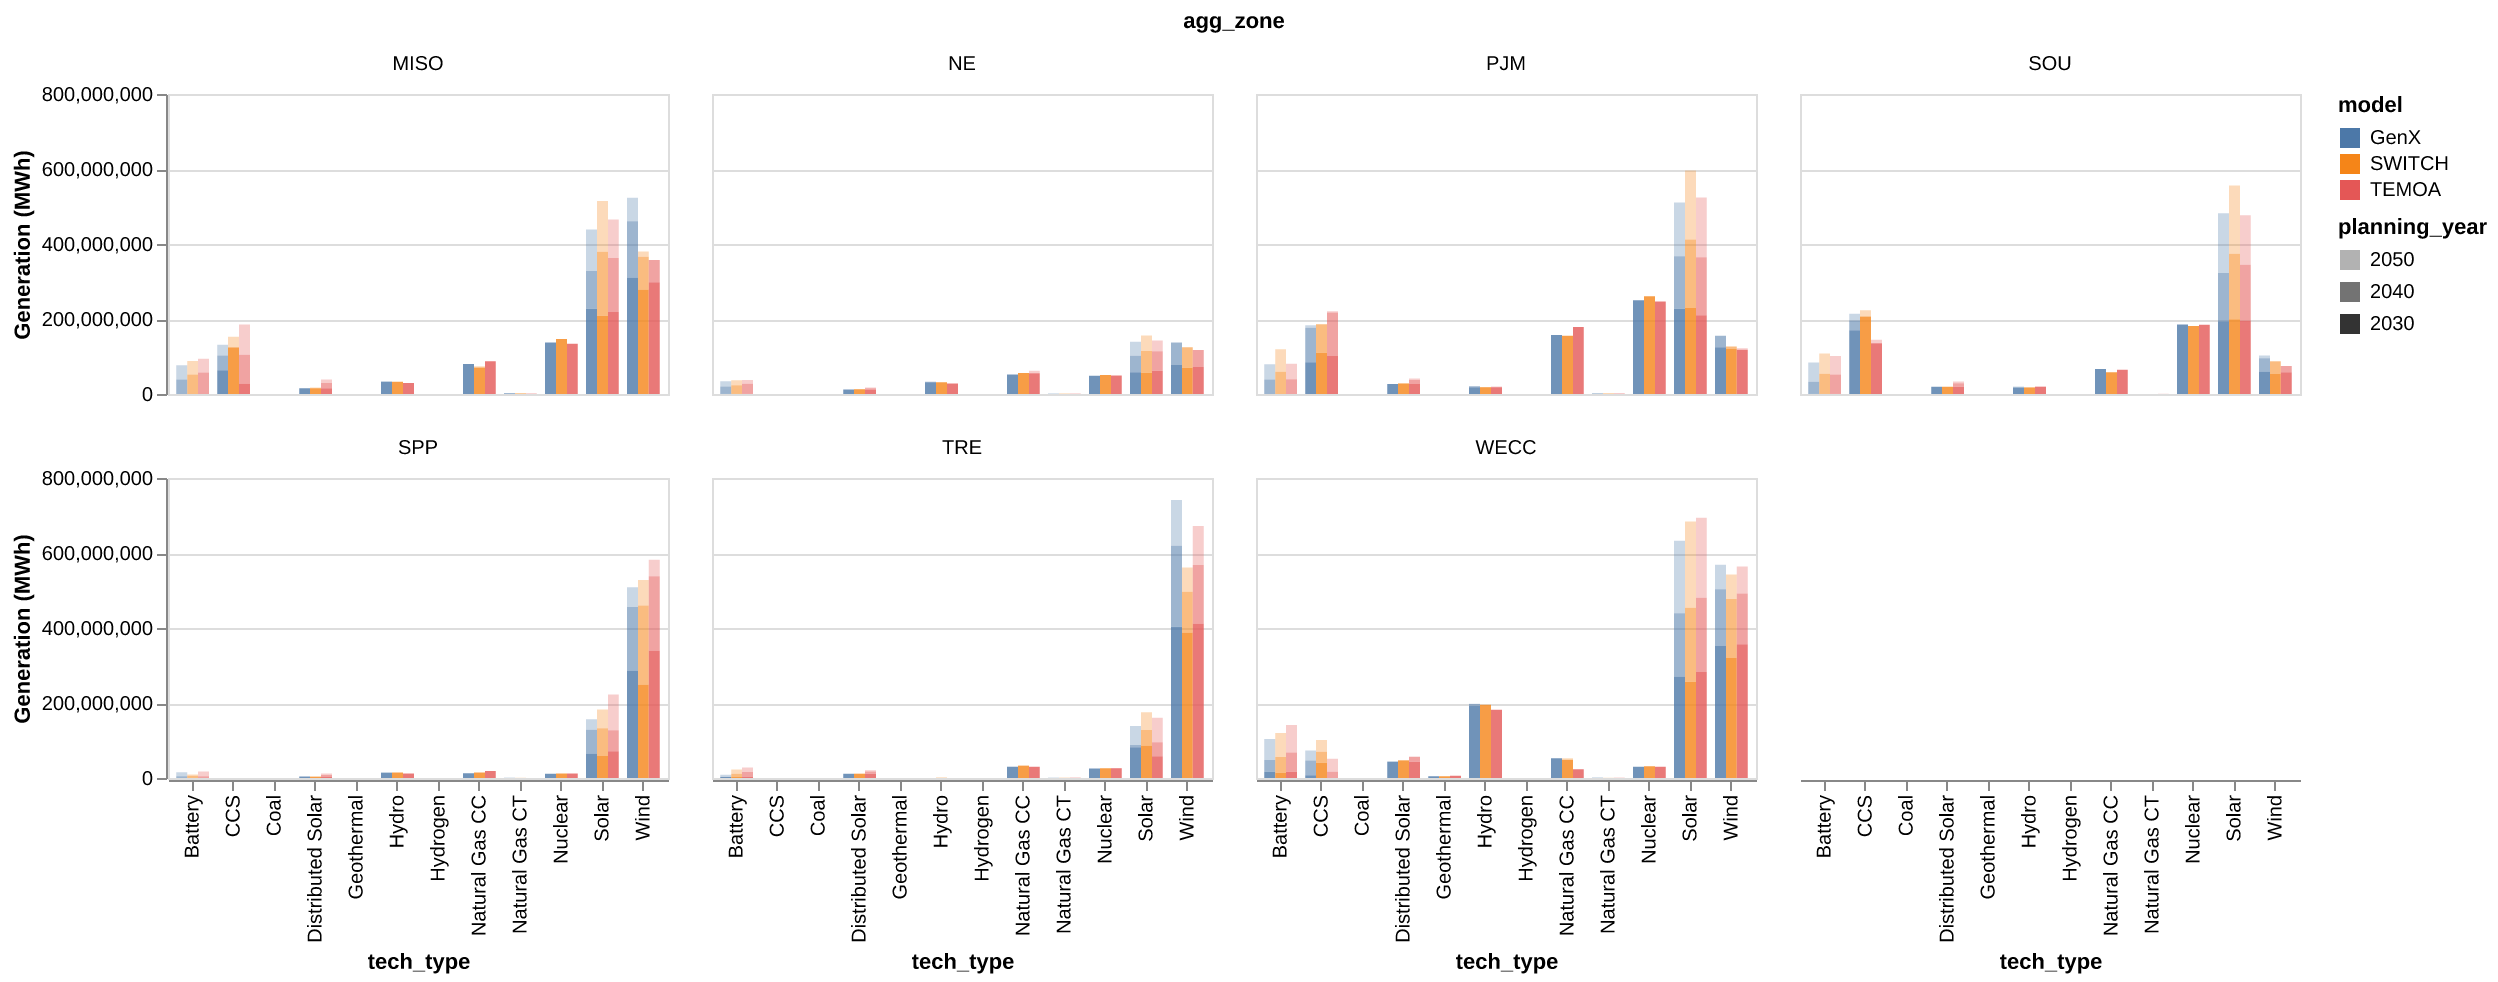 agg_zone
MISO
NE
PJM
SOU
Generation (MWh)
800,000,000
600,000,000
400,000,000
200,000,000
0
model
GenX
SWITCH
TEMOA
planning_year
2050
2040
2030
SPP
TRE
WECC
Generation (MWh)
800,000,000
600,000,000
400,000,000
200,000,000
0
Battery
CCS
Coal
Distributed Solar
Geothermal
Hydro
Hydrogen
Natural Gas CC
Natural Gas CT
Nuclear
Solar
Wind
tech_type
Battery
CCS
Coal
Distributed Solar
Geothermal
Hydro
Hydrogen
Natural Gas CC
Natural Gas CT
Nuclear
Solar
Wind
tech_type
Battery
CCS
Coal
Distributed Solar
Geothermal
Hydro
Hydrogen
Natural Gas CC
Natural Gas CT
Nuclear
Solar
Wind
tech_type
Battery
CCS
Coal
Distributed Solar
Geothermal
Hydro
Hydrogen
Natural Gas CC
Natural Gas CT
Nuclear
Solar
Wind
tech_type